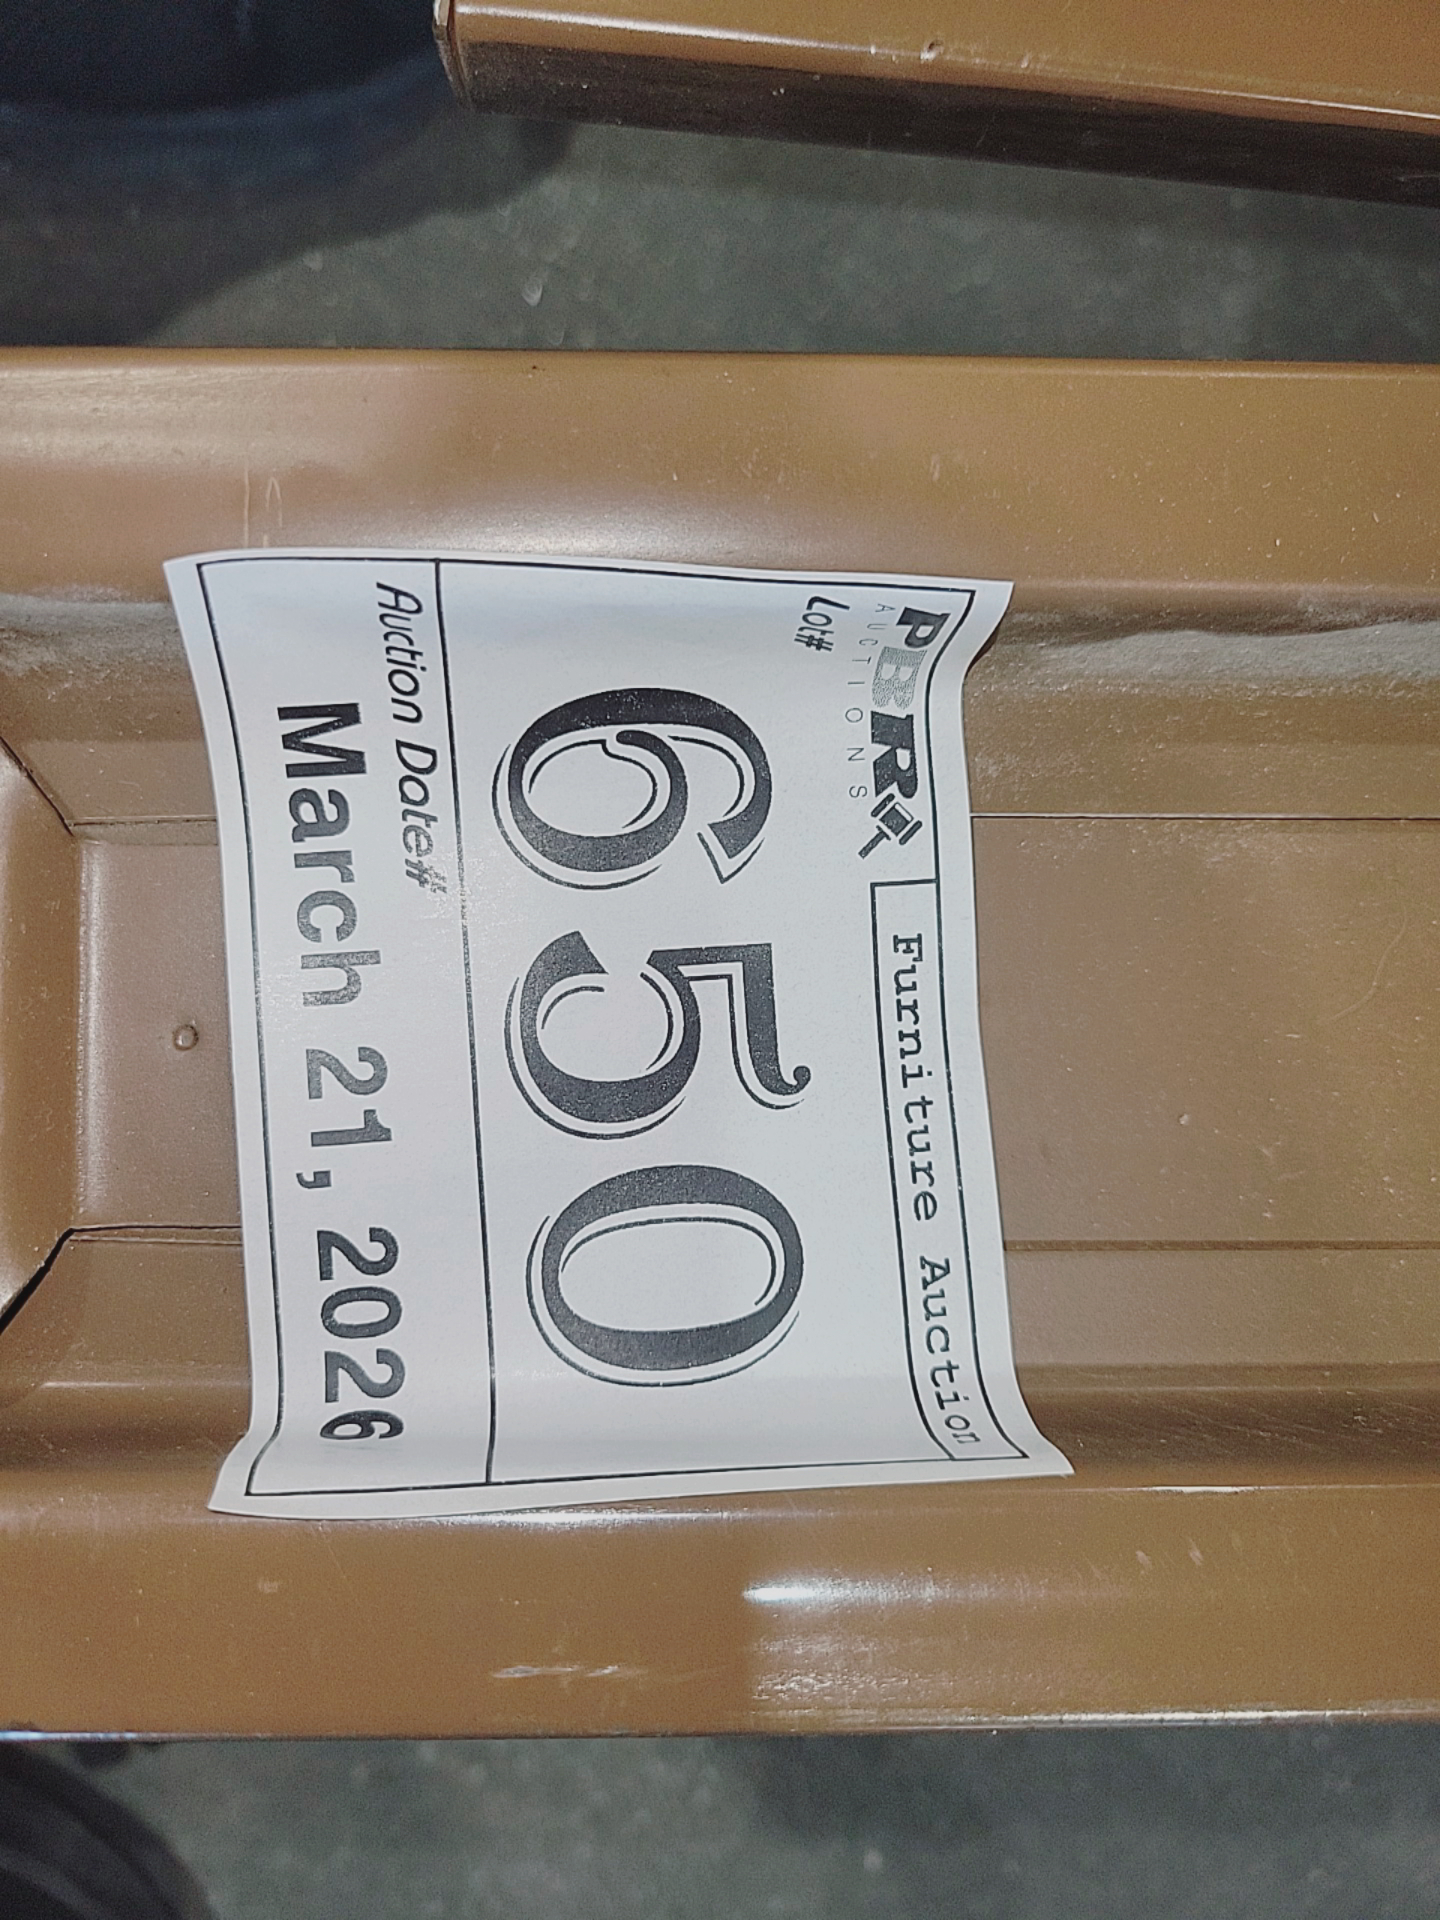 PBR
AUCTIONS
Furniture Auction
Lot#
650
Auction Date#
March 21, 2026